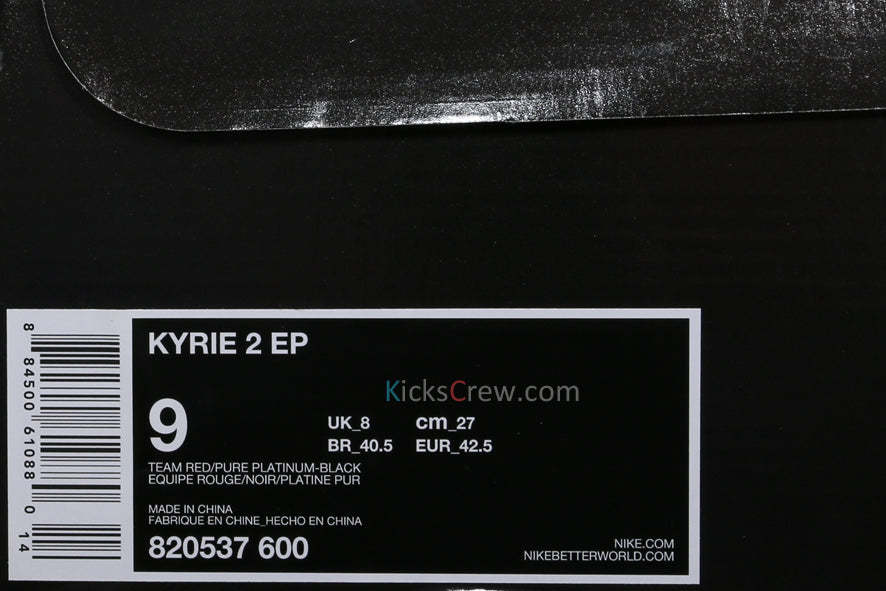 8 84500 61088 0 14
KYRIE 2 EP
KicksCrew.com
9
UK_8 cm_27
BR_40.5 EUR_42.5
TEAM RED/PURE PLATINUM-BLACK
EQUIPE ROUGE/NOIR/PLATINE PUR
MADE IN CHINA
FABRIQUE EN CHINE_HECHO EN CHINA
820537 600
NIKE.COM
NIKEBETTERWORLD.COM